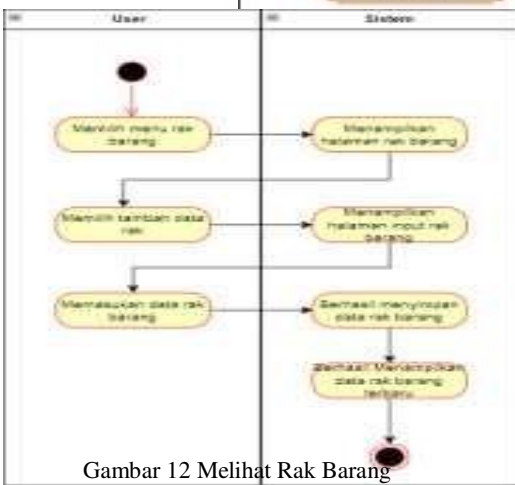 User
Sistem
Memilih menu rak
barang
Menampilkan
halaman rak barang
Memilih tambah data
rak
Menampilkan
halaman input rak
barang
Memasukan data rak
barang
Berhasil menyimpan
data rak barang
Berhasil Menampilkan
data rak barang
terbaru
Gambar 12 Melihat Rak Barang